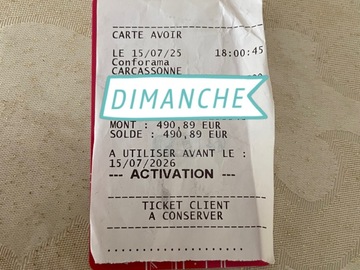 CARTE AVOIR
LE 15/07/25 18:00:45
Conforama
CARCASSONNE
DIMANCHE
MONT : 490,89 EUR
SOLDE : 490,89 EUR
A UTILISER AVANT LE :
15/07/2026
--- ACTIVATION ---
TICKET CLIENT
A CONSERVER